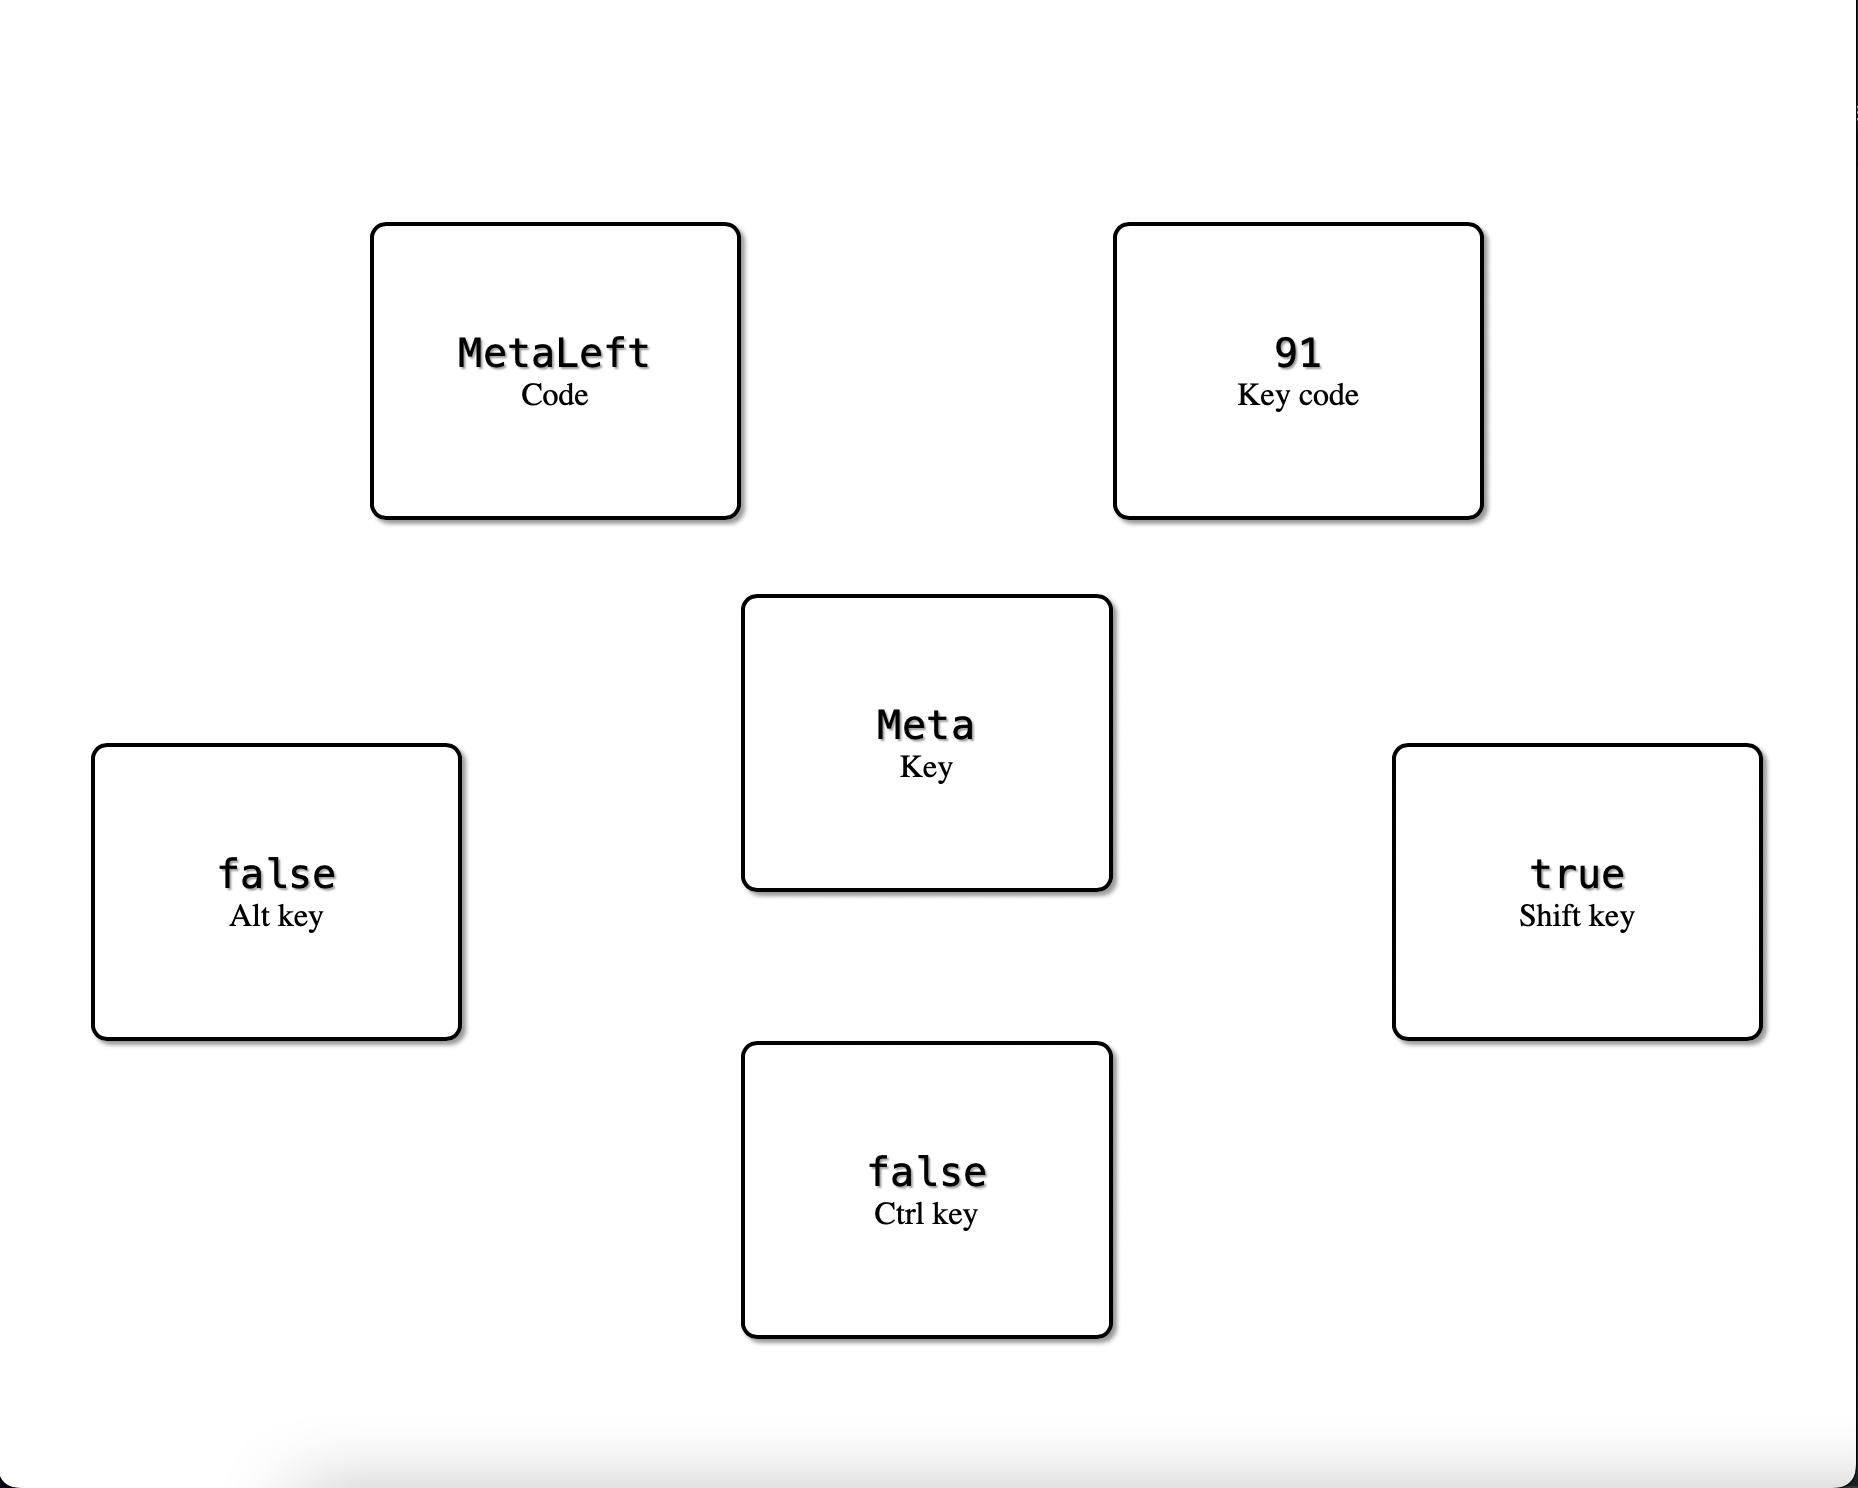 MetaLeft
Code
91
Key code
Meta
Key
false
Alt key
true
Shift key
false
Ctrl key